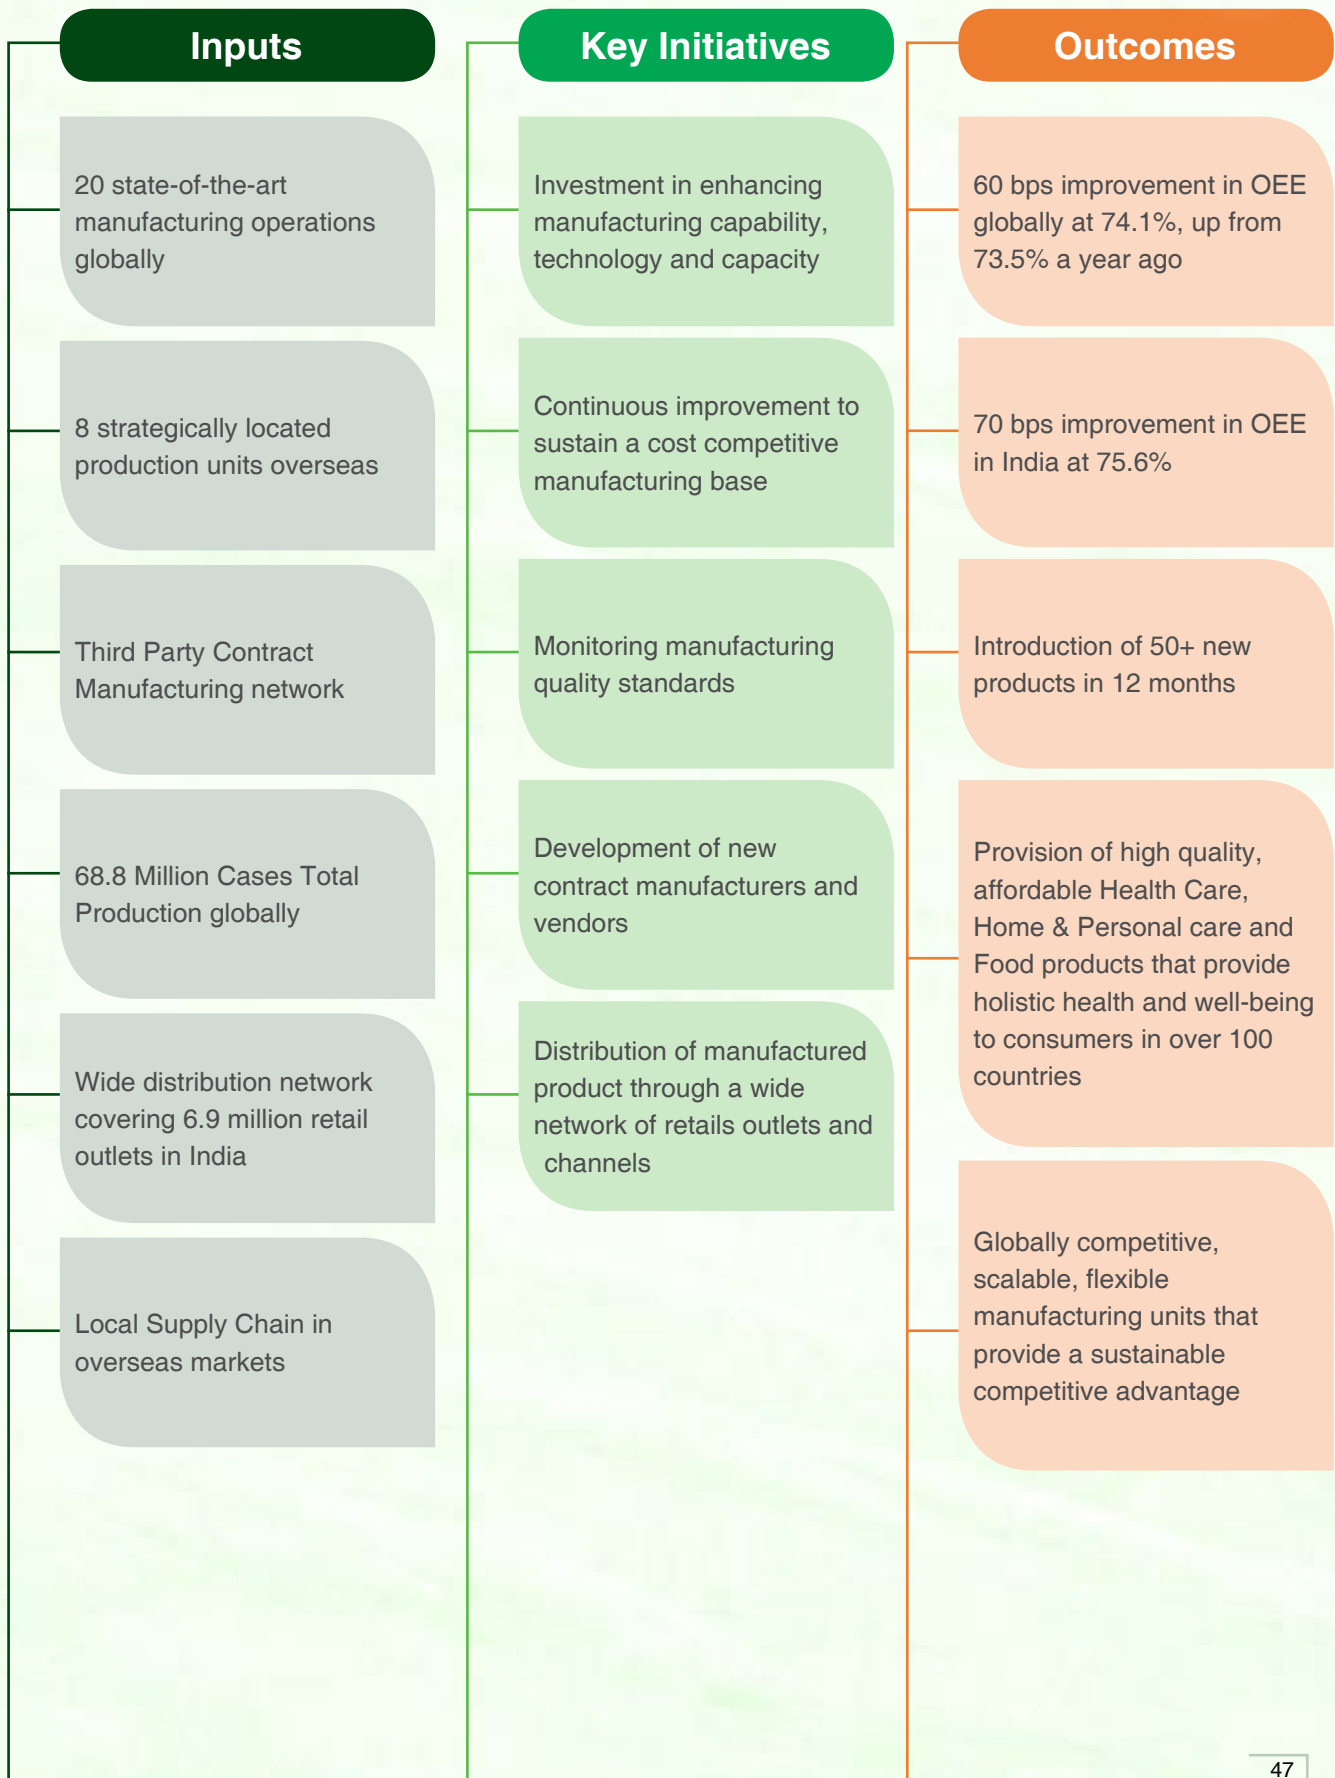 Inputs
20 state-of-the-art
manufacturing operations
globally
8 strategically located
production units overseas
Third Party Contract
Manufacturing network
68.8 Million Cases Total
Production globally
Wide distribution network
covering 6.9 million retail
outlets in India
Local Supply Chain in
overseas markets
Key Initiatives
Investment in enhancing
manufacturing capability,
technology and capacity
Continuous improvement to
sustain a cost competitive
manufacturing base
Monitoring manufacturing
quality standards
Development of new
contract manufacturers and
vendors
Distribution of manufactured
product through a wide
network of retails outlets and
channels
Outcomes
60 bps improvement in OEE
globally at 74.1%, up from
73.5% a year ago
70 bps improvement in OEE
in India at 75.6%
Introduction of 50+ new
products in 12 months
Provision of high quality,
affordable Health Care,
Home & Personal care and
Food products that provide
holistic health and well-being
to consumers in over 100
countries
Globally competitive,
scalable, flexible
manufacturing units that
provide a sustainable
competitive advantage
47